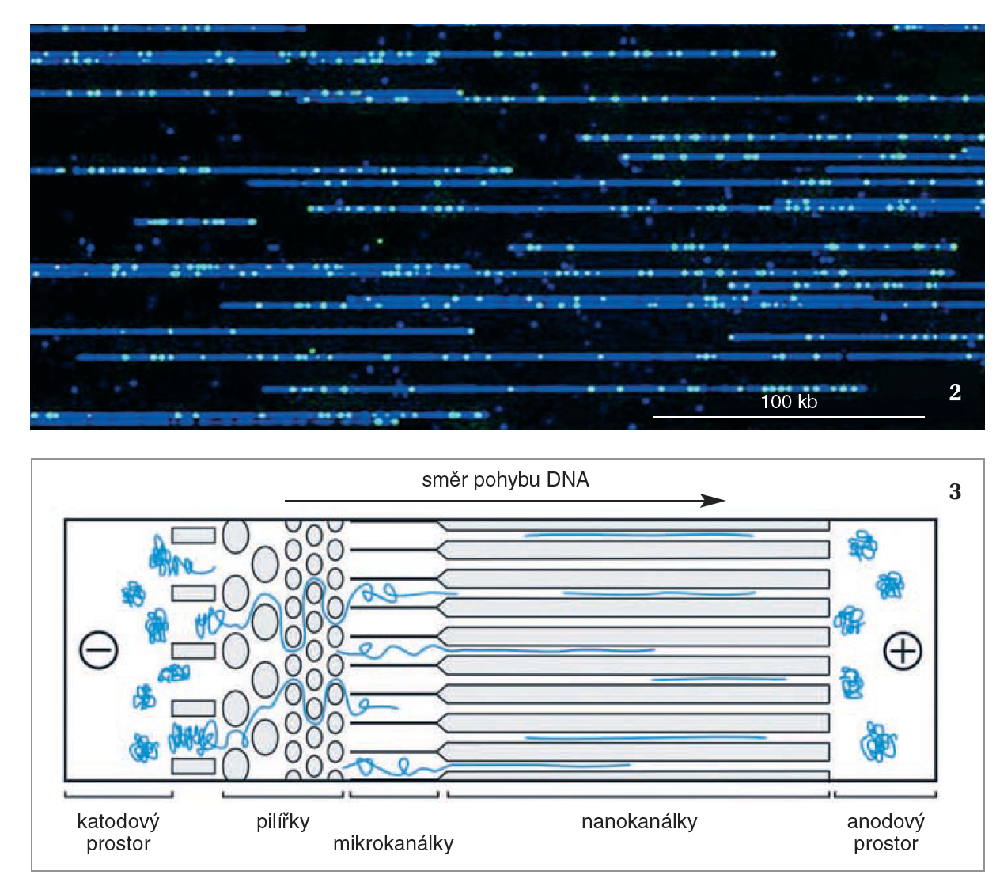 100 kb
2
směr pohybu DNA
3
−
+
katodový
prostor
pilířky
mikrokanálky
nanokanálky
anodový
prostor